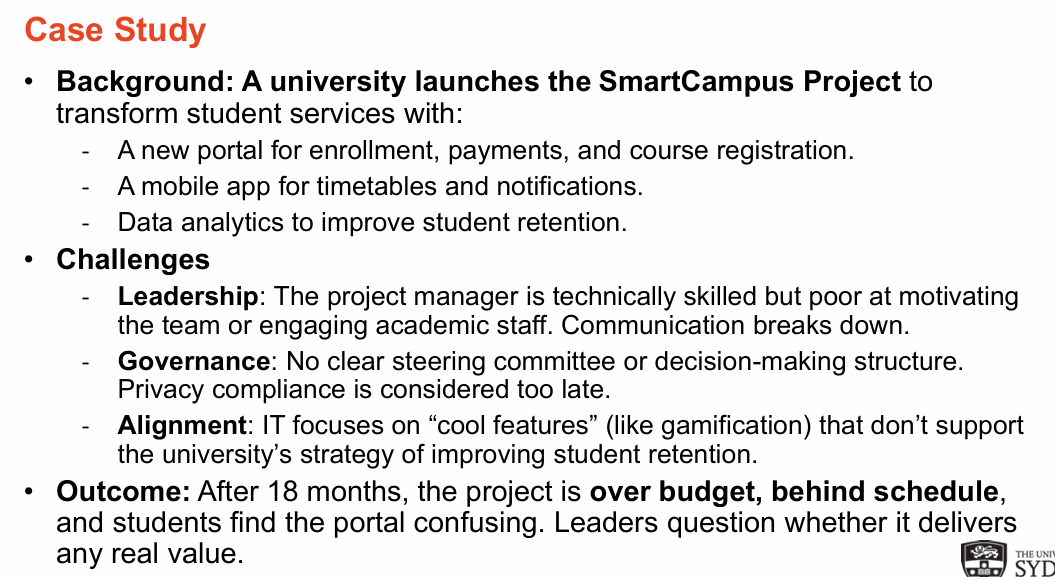 Case Study
• Background: A university launches the SmartCampus Project to
transform student services with:
- A new portal for enrollment, payments, and course registration.
- A mobile app for timetables and notifications.
- Data analytics to improve student retention.
• Challenges
- Leadership: The project manager is technically skilled but poor at motivating
the team or engaging academic staff. Communication breaks down.
- Governance: No clear steering committee or decision-making structure.
Privacy compliance is considered too late.
- Alignment: IT focuses on “cool features” (like gamification) that don’t support
the university’s strategy of improving student retention.
• Outcome: After 18 months, the project is over budget, behind schedule,
and students find the portal confusing. Leaders question whether it delivers
any real value.
THE UNIV
SYD